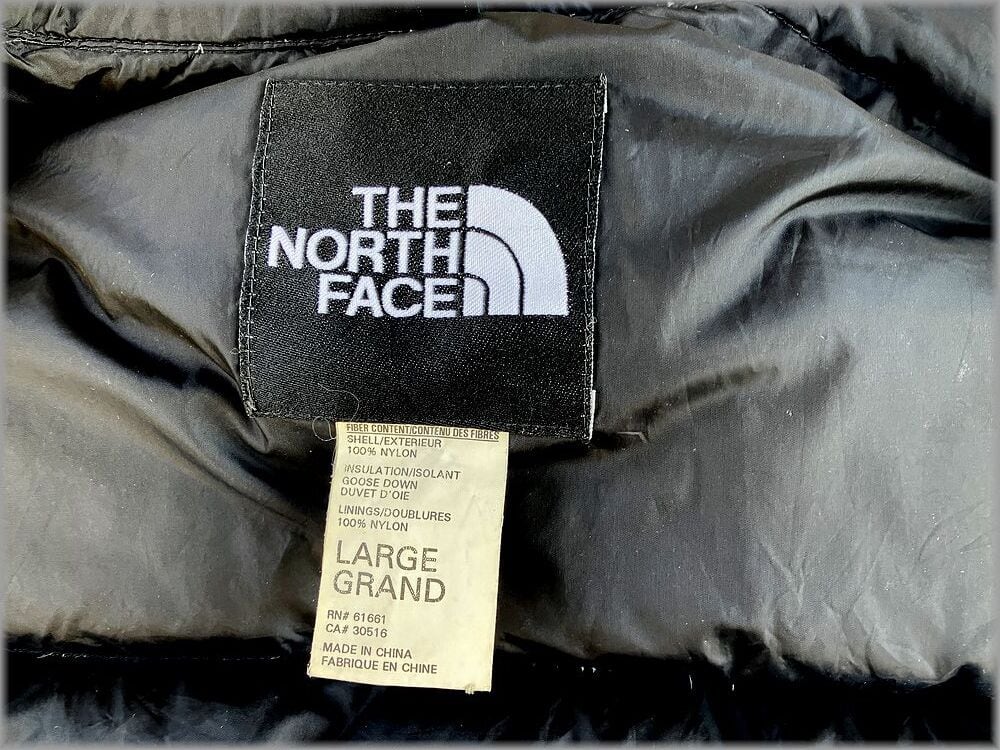 THE
NORTH
FACE
FIBER CONTENT/CONTENU DES FIBRES
SHELL/EXTERIEUR
100% NYLON
INSULATION/ISOLANT
GOOSE DOWN
DUVET D'OIE
LININGS/DOUBLURES
100% NYLON
LARGE
GRAND
RN# 61661
CA# 30516
MADE IN CHINA
FABRIQUE EN CHINE